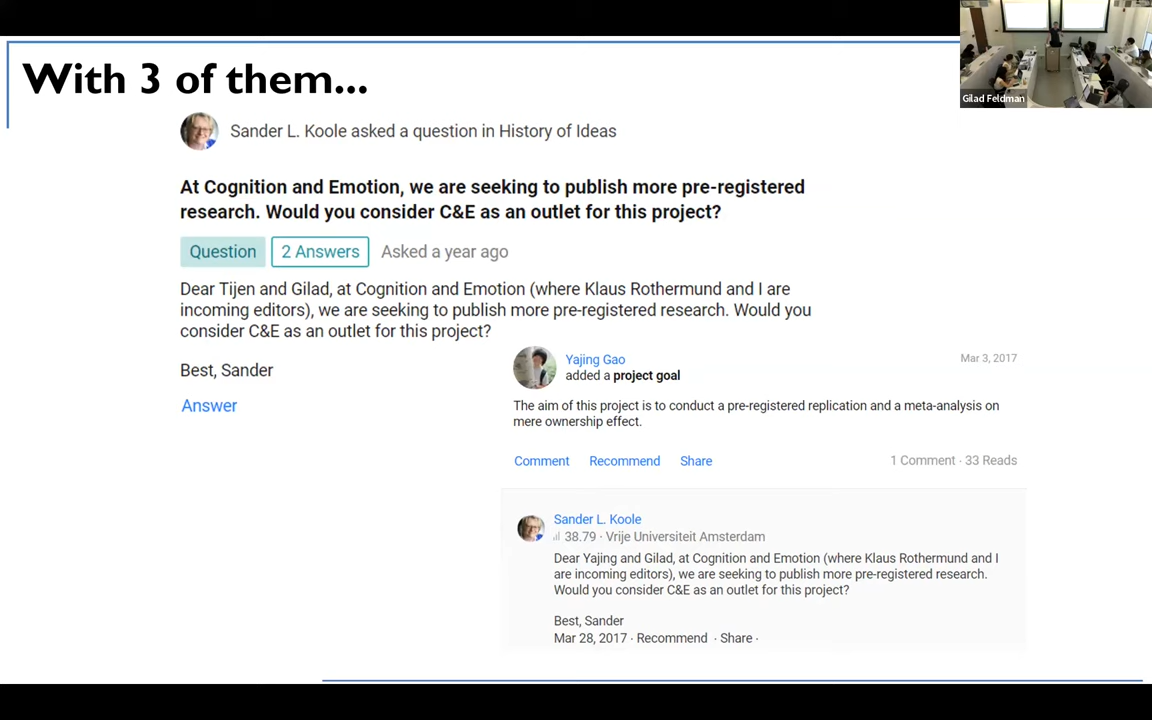 With 3 of them...
Sander L. Koole asked a question in History of Ideas
At Cognition and Emotion, we are seeking to publish more pre-registered
research. Would you consider C&E as an outlet for this project?
Question 2 Answers Asked a year ago
Dear Tijen and Gilad, at Cognition and Emotion (where Klaus Rothermund and I are
incoming editors), we are seeking to publish more pre-registered research. Would you
consider C&E as an outlet for this project?
Best, Sander
Answer
Yajing Gao
added a project goal
Mar 3, 2017
The aim of this project is to conduct a pre-registered replication and a meta-analysis on
mere ownership effect.
Comment Recommend Share
1 Comment · 33 Reads
Sander L. Koole
38.79 · Vrije Universiteit Amsterdam
Dear Yajing and Gilad, at Cognition and Emotion (where Klaus Rothermund and I
are incoming editors), we are seeking to publish more pre-registered research.
Would you consider C&E as an outlet for this project?
Best, Sander
Mar 28, 2017 · Recommend · Share ·
Gilad Feldman